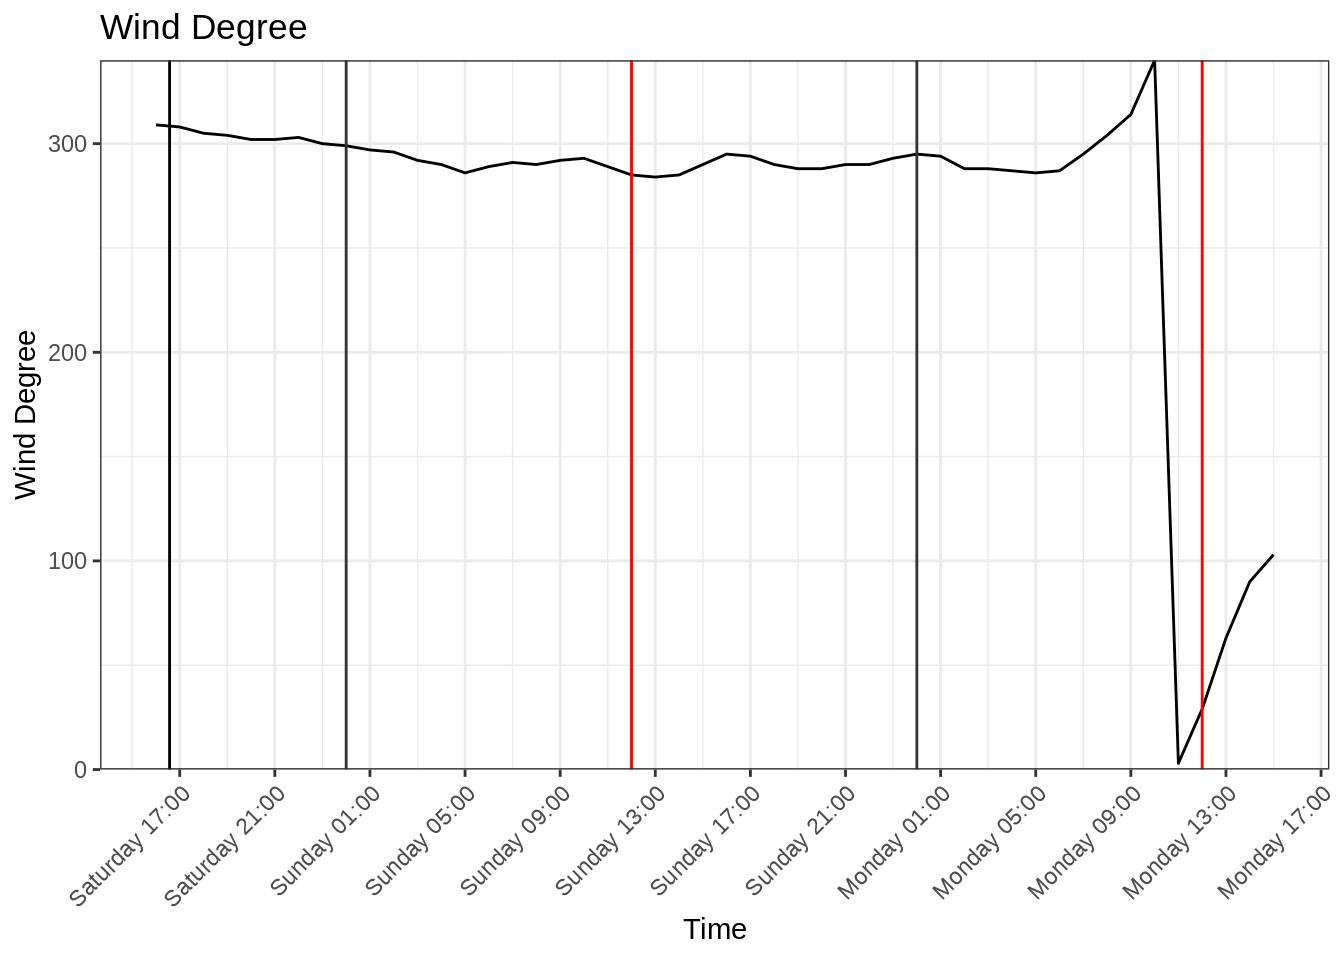 Wind Degree
Wind Degree
300
200
100
0
Saturday 17:00
Saturday 21:00
Sunday 01:00
Sunday 05:00
Sunday 09:00
Sunday 13:00
Sunday 17:00
Sunday 21:00
Monday 01:00
Monday 05:00
Monday 09:00
Monday 13:00
Monday 17:00
Time